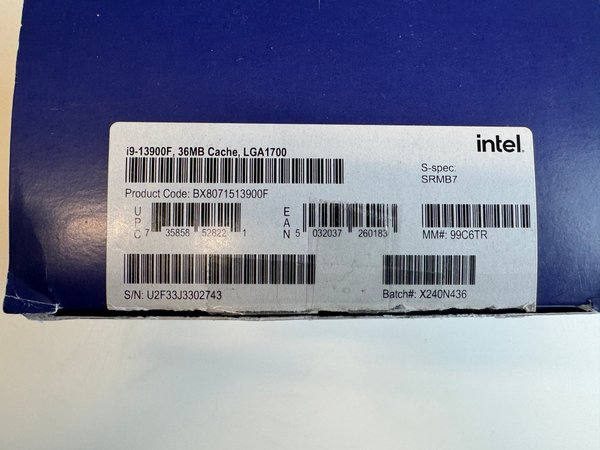 i9-13900F, 36MB Cache, LGA1700
intel.
S-spec:
SRMB7
Product Code: BX8071513900F
UPC
7 35858 52822 1
EAN
5 032037 260183
MM#: 99C6TR
S/N: U2F33J3302743
Batch#: X240N436